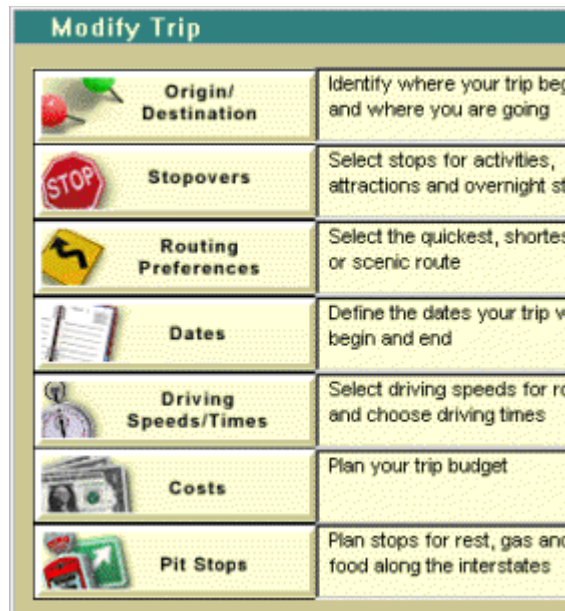 Modify Trip
Origin/
Destination
Identify where your trip
and where you are going
STOP
Stopovers
Select stops for activities,
attractions and overnight
Routing
Preferences
Select the quickest,
or scenic route
Dates
Define the dates your trip
begin and end
Driving
Speeds/Times
Select driving speeds for
and choose driving times
Costs
Plan your trip budget
Pit Stops
Plan stops for rest, gas
food along the interstates